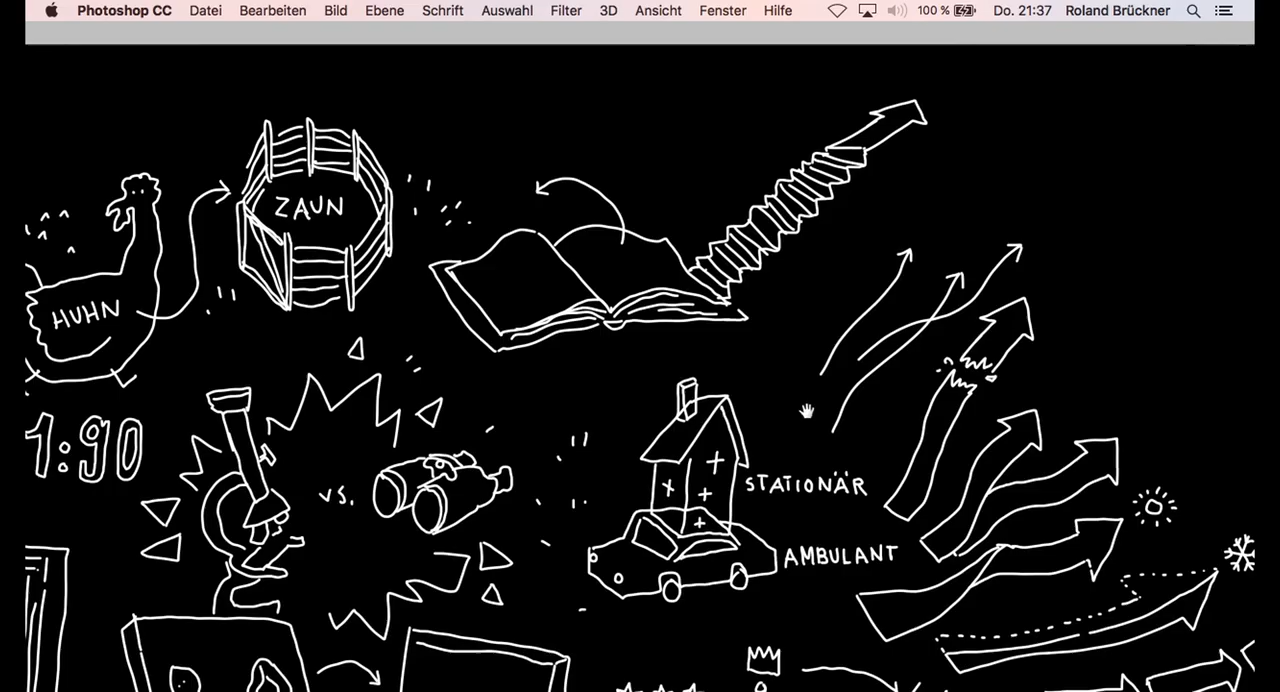 Photoshop CC Datei Bearbeiten Bild Ebene Schrift Auswahl Filter 3D Ansicht Fenster Hilfe 100 % Do. 21:37 Roland Brückner
ZAUN
HUHN
1:90
vs.
STATIONÄR
AMBULANT